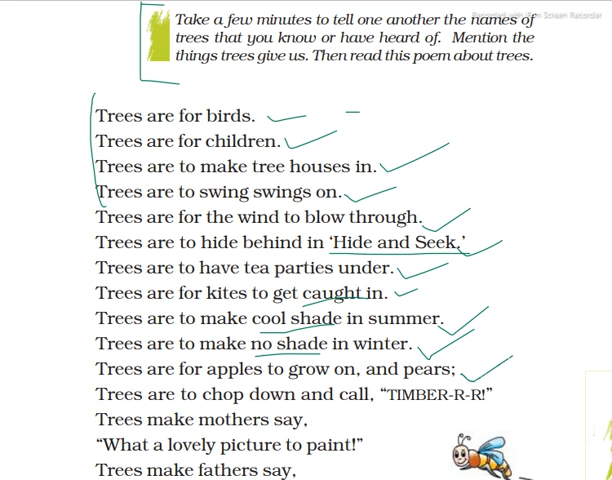 Recorded with iTop Screen Recorder
Take a few minutes to tell one another the names of
trees that you know or have heard of. Mention the
things trees give us. Then read this poem about trees.
Trees are for birds.
Trees are for children.
Trees are to make tree houses in.
Trees are to swing swings on.
Trees are for the wind to blow through.
Trees are to hide behind in ‘Hide and Seek.’
Trees are to have tea parties under.
Trees are for kites to get caught in.
Trees are to make cool shade in summer.
Trees are to make no shade in winter.
Trees are for apples to grow on, and pears;
Trees are to chop down and call, “TIMBER-R-R!”
Trees make mothers say,
“What a lovely picture to paint!”
Trees make fathers say,